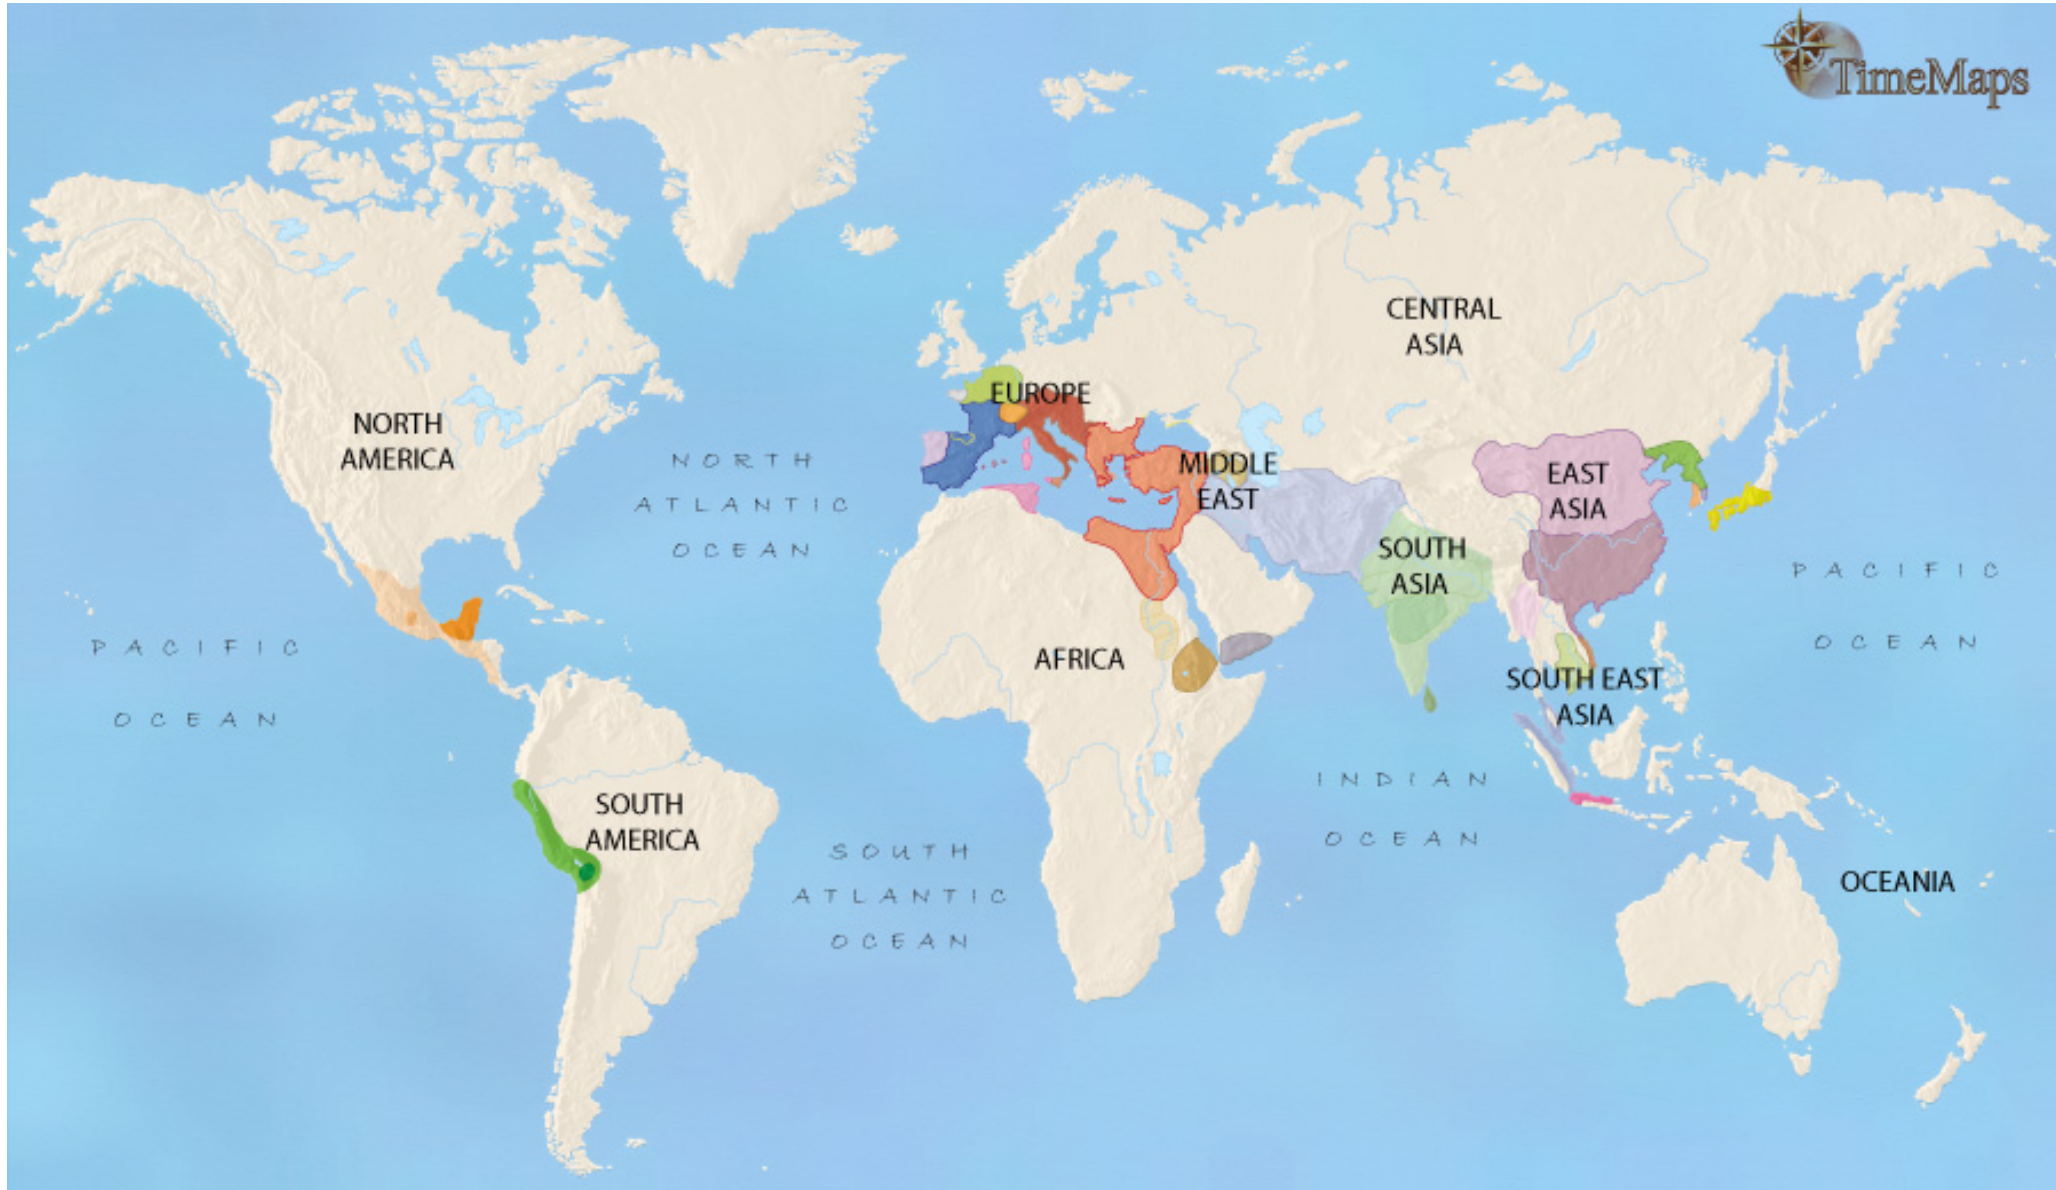 TimeMaps
CENTRAL
ASIA
EUROPE
NORTH
AMERICA
NORTH
ATLANTIC
OCEAN
MIDDLE
EAST
EAST
ASIA
SOUTH
ASIA
PACIFIC
OCEAN
PACIFIC
OCEAN
AFRICA
SOUTH EAST
ASIA
INDIAN
OCEAN
SOUTH
AMERICA
SOUTH
ATLANTIC
OCEAN
OCEANIA